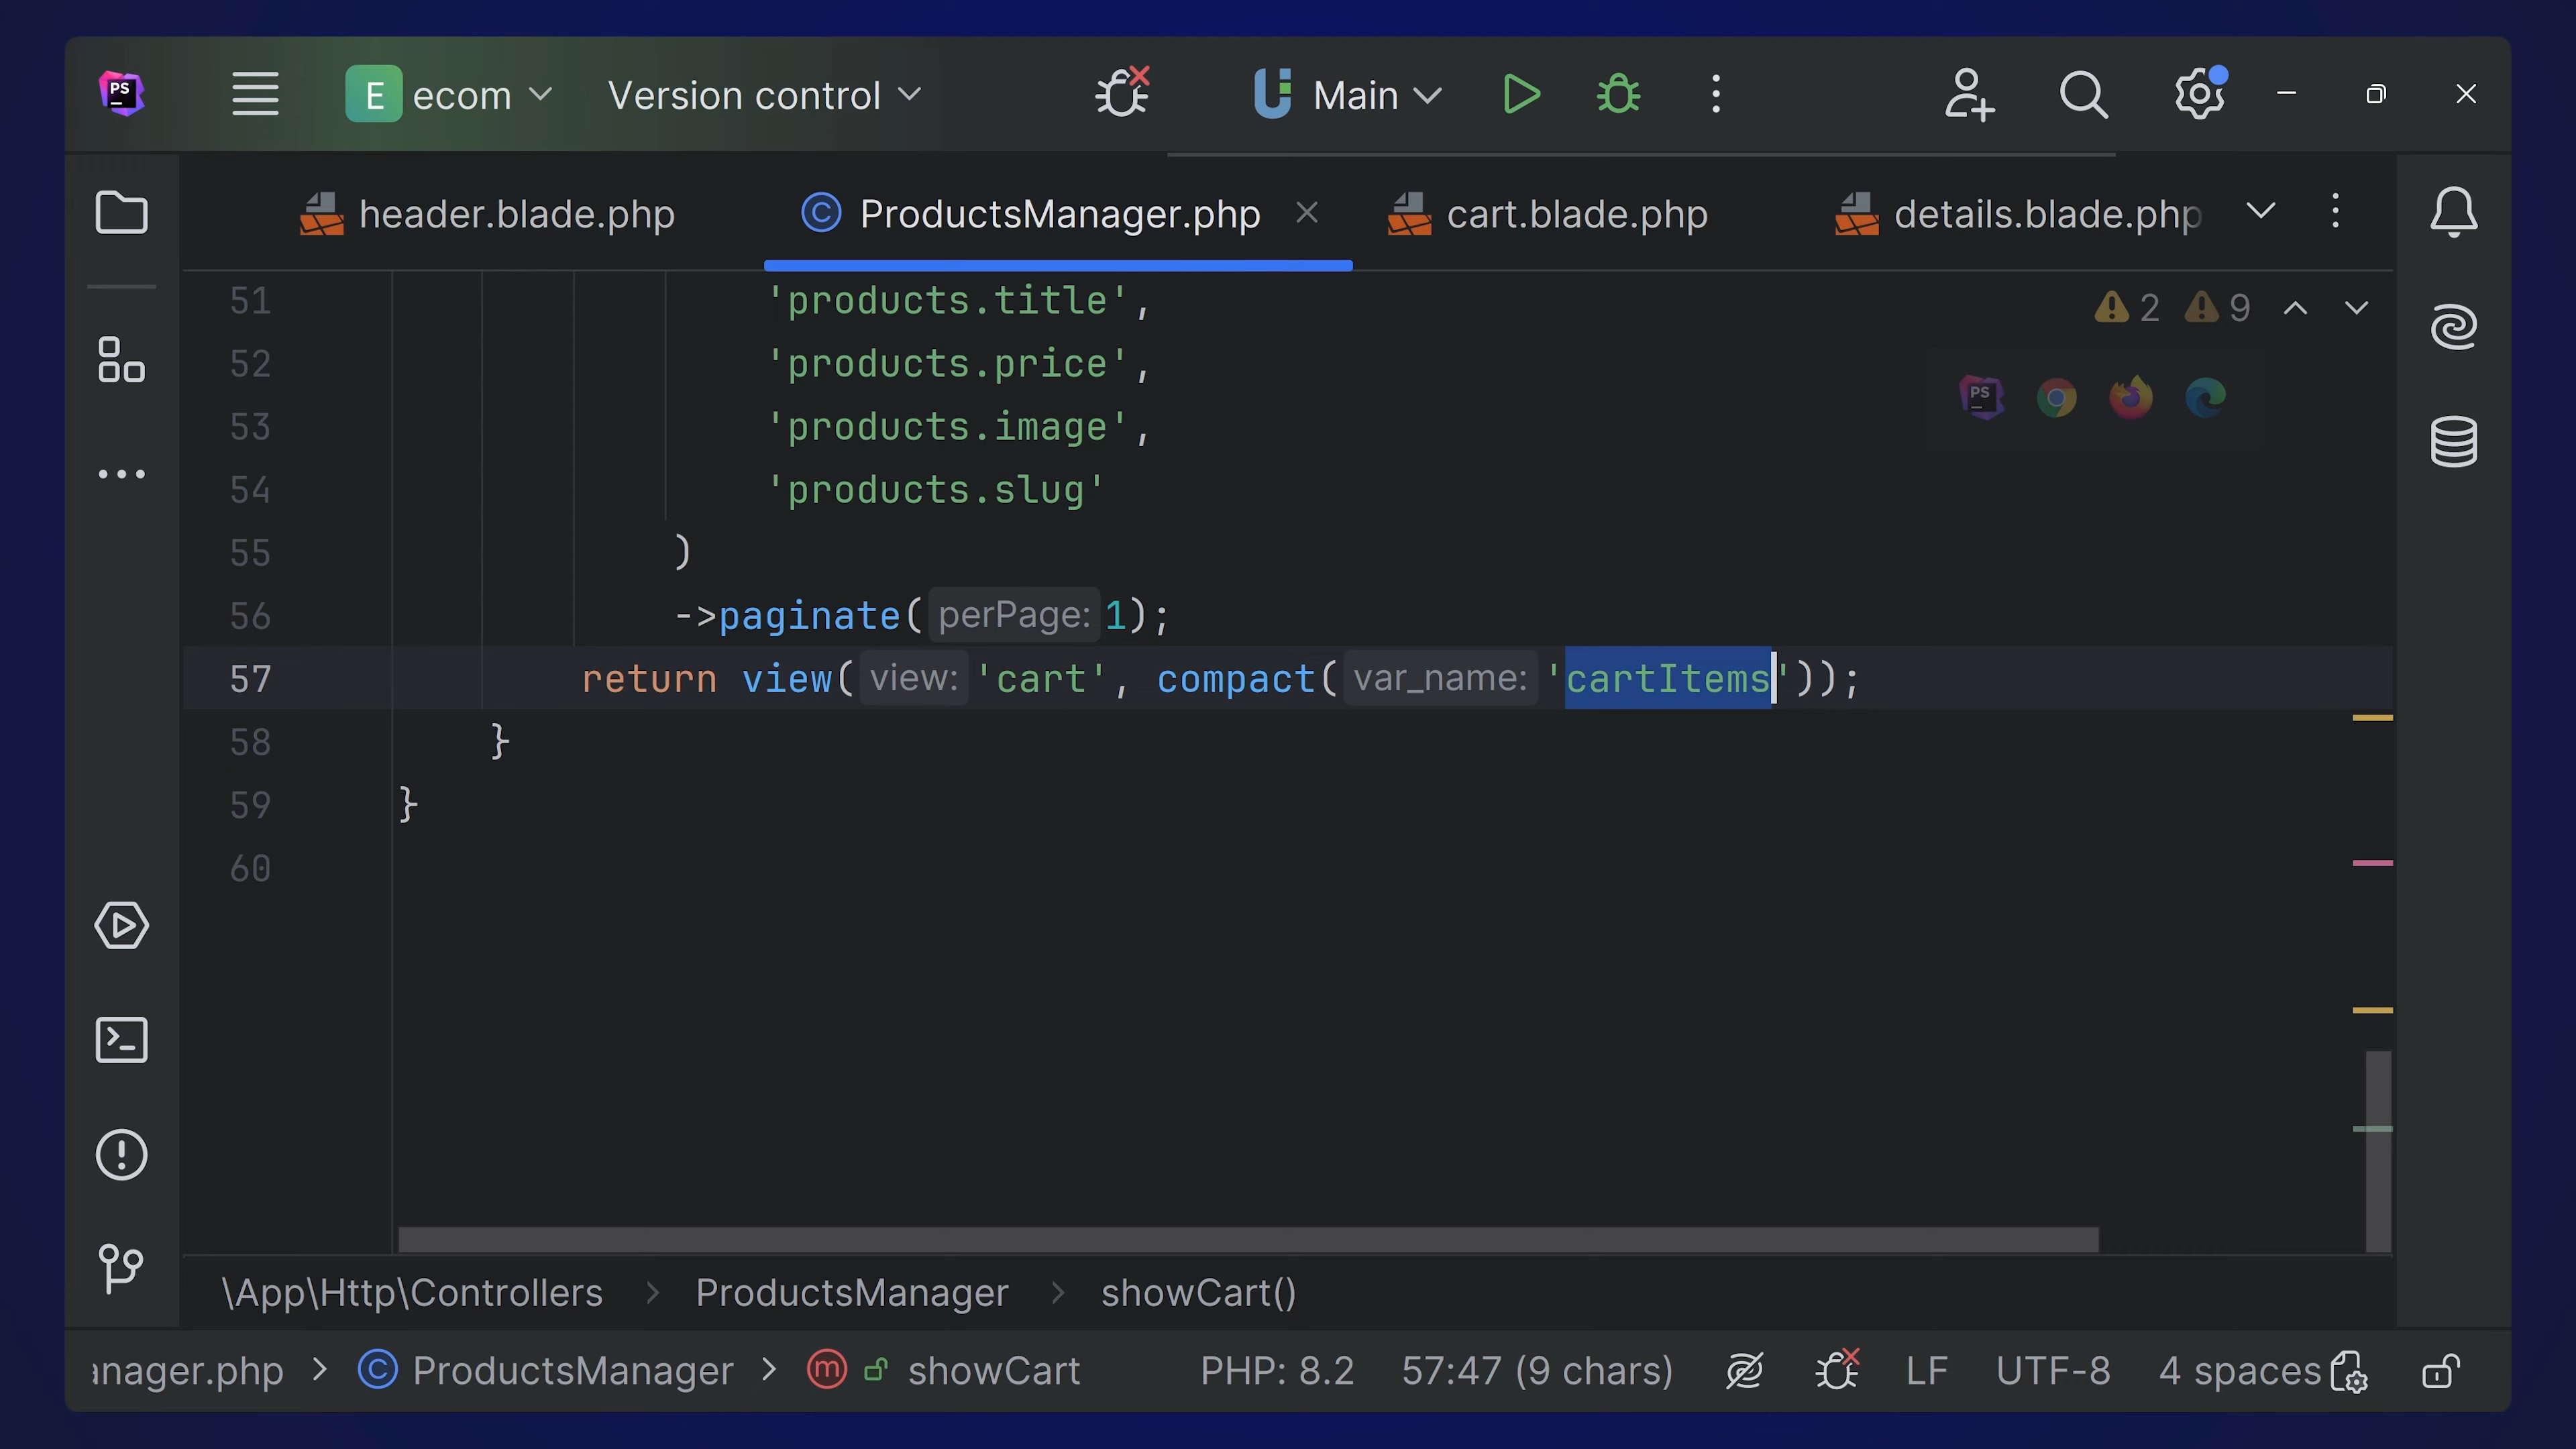 PS
E ecom Version control Main
header.blade.php ProductsManager.php cart.blade.php details.blade.php
51 'products.title',
2 9
52 'products.price',
PS
53 'products.image',
54 'products.slug'
55 )
56 ->paginate( perPage: 1);
57 return view( view: 'cart', compact( var_name: 'cartItems'));
58 }
59 }
60
\App\Http\Controllers > ProductsManager > showCart()
anager.php > C ProductsManager > m showCart PHP: 8.2 57:47 (9 chars) LF UTF-8 4 spaces